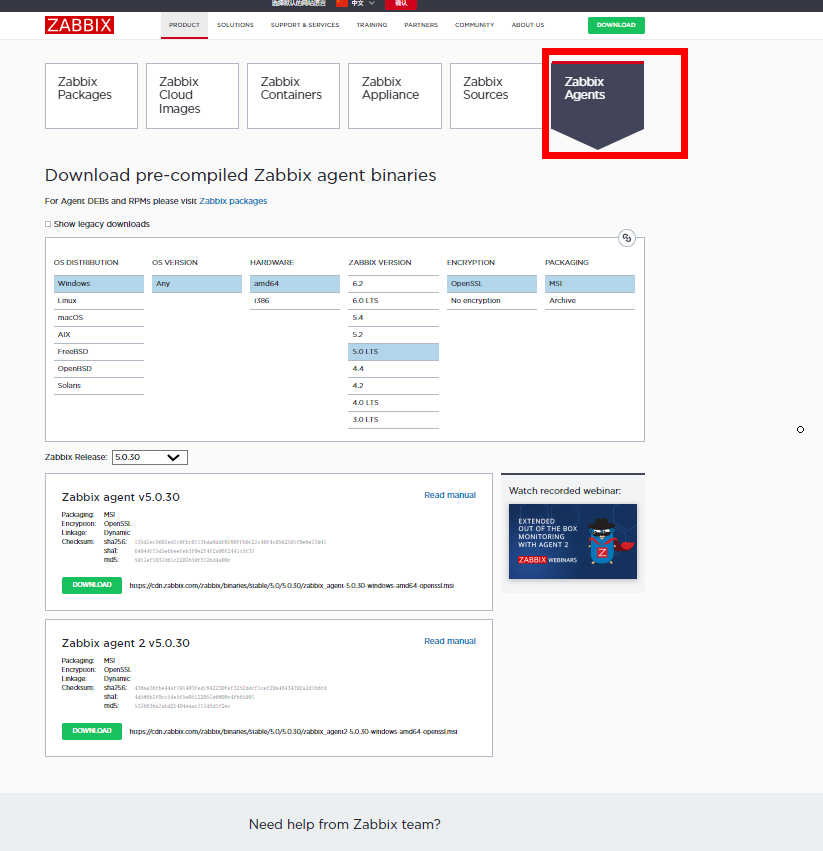 选择默认的网站语言 中文 确认
ZABBIX PRODUCT SOLUTIONS SUPPORT & SERVICES TRAINING PARTNERS COMMUNITY ABOUT US DOWNLOAD
Zabbix Packages
Zabbix Cloud Images
Zabbix Containers
Zabbix Appliance
Zabbix Sources
Zabbix Agents
Download pre-compiled Zabbix agent binaries
For Agent DEBs and RPMs please visit Zabbix packages
Show legacy downloads
OS DISTRIBUTION OS VERSION HARDWARE ZABBIX VERSION ENCRYPTION PACKAGING
Windows Any amd64 6.2 OpenSSL MSI
Linux i386 6.0 LTS No encryption Archive
macOS 5.4
AIX 5.2
FreeBSD 5.0 LTS
OpenBSD 4.4
Solaris 4.2
4.0 LTS
3.0 LTS
Zabbix Release: 5.0.30
Zabbix agent v5.0.30 Read manual
Packaging: MSI
Encryption: OpenSSL
Linkage: Dynamic
Checksum: sha256:
sha1:
md5:
DOWNLOAD https://cdn.zabbix.com/zabbix/binaries/stable/5.0/5.0.30/zabbix_agent-5.0.30-windows-amd64-openssl.msi
Watch recorded webinar:
EXTENDED
OUT OF THE BOX
MONITORING
WITH AGENT 2
Z
ZABBIX WEBINARS
Zabbix agent 2 v5.0.30 Read manual
Packaging: MSI
Encryption: OpenSSL
Linkage: Dynamic
Checksum: sha256:
sha1:
md5:
DOWNLOAD https://cdn.zabbix.com/zabbix/binaries/stable/5.0/5.0.30/zabbix_agent2-5.0.30-windows-amd64-openssl.msi
Need help from Zabbix team?